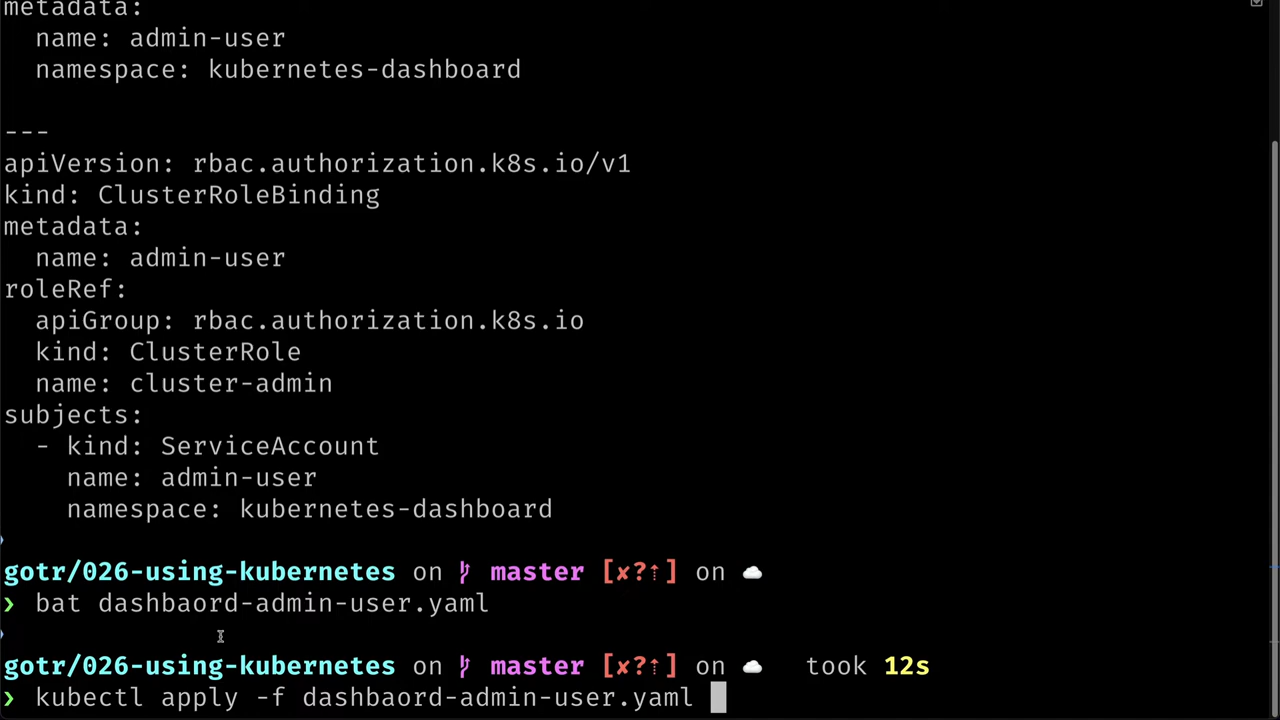 metadata:
  name: admin-user
  namespace: kubernetes-dashboard
---
apiVersion: rbac.authorization.k8s.io/v1
kind: ClusterRoleBinding
metadata:
  name: admin-user
roleRef:
  apiGroup: rbac.authorization.k8s.io
  kind: ClusterRole
  name: cluster-admin
subjects:
  - kind: ServiceAccount
    name: admin-user
    namespace: kubernetes-dashboard
gotr/026-using-kubernetes on master [✘?⇡] on ☁️
❯ bat dashbaord-admin-user.yaml
gotr/026-using-kubernetes on master [✘?⇡] on ☁️ took 12s
❯ kubectl apply -f dashbaord-admin-user.yaml